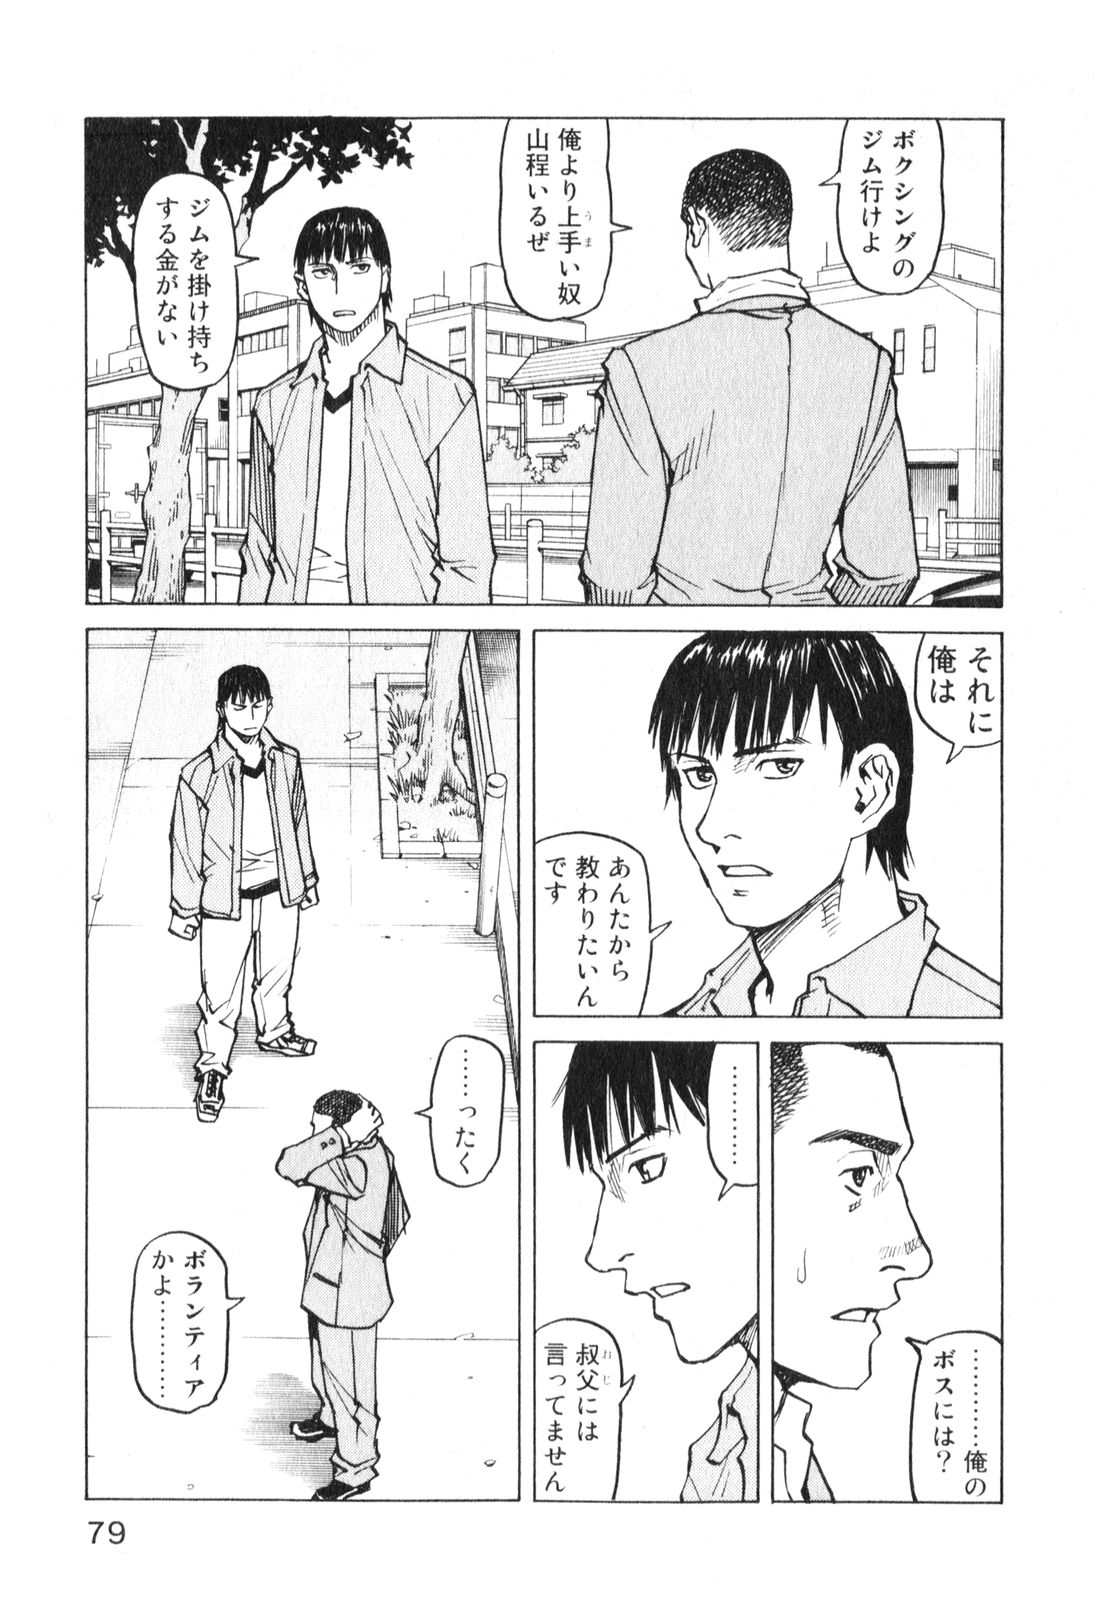 ボクシングの
ジム行けよ
俺より上手い奴
山程いるぜ
うま
ジムを掛け持ち
する金がない
それに
俺は
あんたから
教わりたいん
です
…………俺の
ボスには?
…………
叔父には
言ってません
おじ
………ったく
ボランティア
かよ…………
79